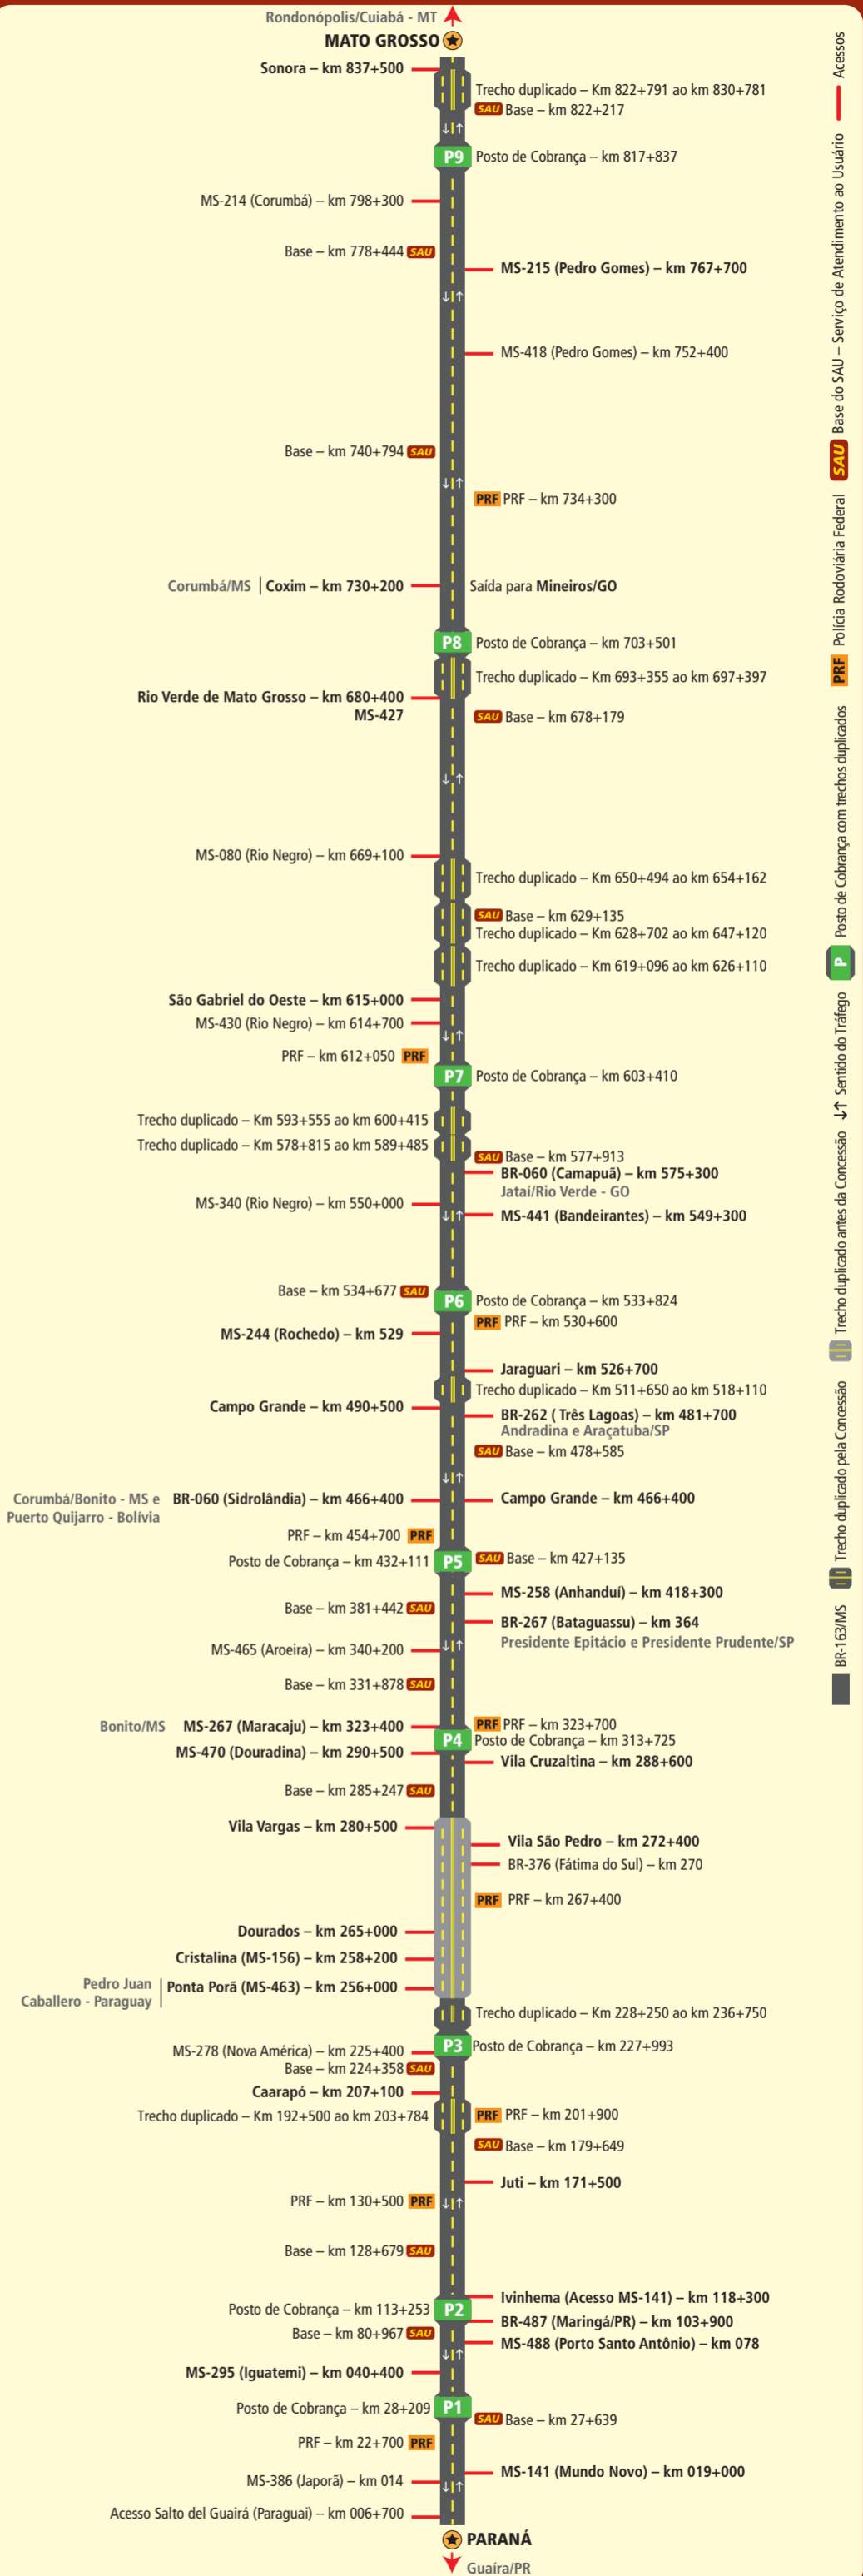 Rondonópolis/Cuiabá - MT
MATO GROSSO
Sonora – km 837+500
Trecho duplicado – Km 822+791 ao km 830+781
SAU Base – km 822+217
P9 Posto de Cobrança – km 817+837
MS-214 (Corumbá) – km 798+300
Base – km 778+444 SAU
MS-215 (Pedro Gomes) – km 767+700
MS-418 (Pedro Gomes) – km 752+400
Base – km 740+794 SAU
PRF PRF – km 734+300
Corumbá/MS Coxim – km 730+200 Saída para Mineiros/GO
P8 Posto de Cobrança – km 703+501
Trecho duplicado – Km 693+355 ao km 697+397
Rio Verde de Mato Grosso – km 680+400
MS-427
SAU Base – km 678+179
MS-080 (Rio Negro) – km 669+100
Trecho duplicado – Km 650+494 ao km 654+162
SAU Base – km 629+135
Trecho duplicado – Km 628+702 ao km 647+120
Trecho duplicado – Km 619+096 ao km 626+110
São Gabriel do Oeste – km 615+000
MS-430 (Rio Negro) – km 614+700
PRF – km 612+050 PRF
P7 Posto de Cobrança – km 603+410
Trecho duplicado – Km 593+555 ao km 600+415
Trecho duplicado – Km 578+815 ao km 589+485
SAU Base – km 577+913
BR-060 (Camapuã) – km 575+300
Jataí/Rio Verde - GO
MS-340 (Rio Negro) – km 550+000
MS-441 (Bandeirantes) – km 549+300
Base – km 534+677 SAU
P6 Posto de Cobrança – km 533+824
PRF PRF – km 530+600
MS-244 (Rochedo) – km 529
Jaraguari – km 526+700
Trecho duplicado – Km 511+650 ao km 518+110
Campo Grande – km 490+500
BR-262 ( Três Lagoas) – km 481+700
Andradina e Araçatuba/SP
SAU Base – km 478+585
Corumbá/Bonito - MS e
Puerto Quijarro - Bolívia
BR-060 (Sidrolândia) – km 466+400
Campo Grande – km 466+400
PRF – km 454+700 PRF
Posto de Cobrança – km 432+111 P5
SAU Base – km 427+135
MS-258 (Anhanduí) – km 418+300
Base – km 381+442 SAU
BR-267 (Bataguassu) – km 364
Presidente Epitácio e Presidente Prudente/SP
MS-465 (Aroeira) – km 340+200
Base – km 331+878 SAU
Bonito/MS MS-267 (Maracaju) – km 323+400
PRF PRF – km 323+700
P4 Posto de Cobrança – km 313+725
MS-470 (Douradina) – km 290+500
Vila Cruzaltina – km 288+600
Base – km 285+247 SAU
Vila Vargas – km 280+500
Vila São Pedro – km 272+400
BR-376 (Fátima do Sul) – km 270
PRF PRF – km 267+400
Dourados – km 265+000
Cristalina (MS-156) – km 258+200
Pedro Juan
Caballero - Paraguay
Ponta Porã (MS-463) – km 256+000
Trecho duplicado – Km 228+250 ao km 236+750
P3 Posto de Cobrança – km 227+993
MS-278 (Nova América) – km 225+400
Base – km 224+358 SAU
Caarapó – km 207+100
Trecho duplicado – Km 192+500 ao km 203+784
PRF PRF – km 201+900
SAU Base – km 179+649
Juti – km 171+500
PRF – km 130+500 PRF
Base – km 128+679 SAU
Ivinhema (Acesso MS-141) – km 118+300
Posto de Cobrança – km 113+253 P2
BR-487 (Maringá/PR) – km 103+900
Base – km 80+967 SAU
MS-488 (Porto Santo Antônio) – km 078
MS-295 (Iguatemi) – km 040+400
Posto de Cobrança – km 28+209 P1
SAU Base – km 27+639
PRF – km 22+700 PRF
MS-141 (Mundo Novo) – km 019+000
MS-386 (Japorã) – km 014
Acesso Salto del Guairá (Paraguai) – km 006+700
PARANÁ
Guaíra/PR
BR-163/MS
Trecho duplicado pela Concessão
Trecho duplicado antes da Concessão
↓↑ Sentido do Tráfego
P Posto de Cobrança com trechos duplicados
PRF Polícia Rodoviária Federal
SAU Base do SAU – Serviço de Atendimento ao Usuário
Acessos